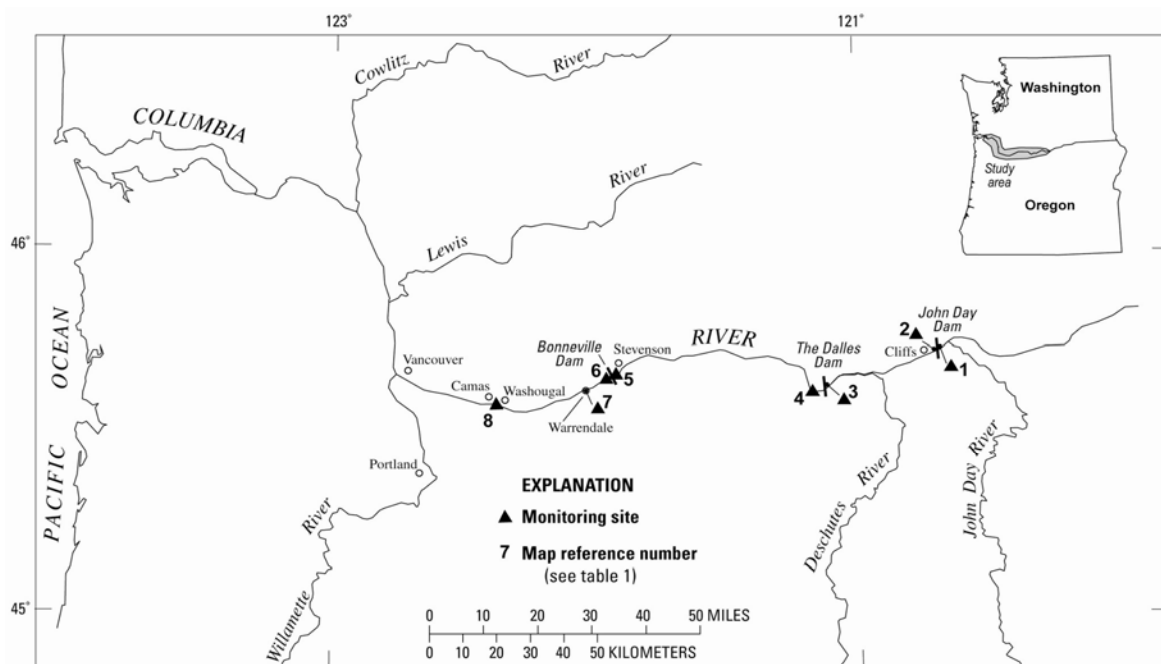 123°
121°
Cowlitz
River
COLUMBIA
Washington
Study
area
Oregon
River
46°
Lewis
PACIFIC OCEAN
John Day
Dam
2
Cliffs
1
RIVER
Bonneville
Dam
Stevenson
The Dalles
Dam
Vancouver
6
5
4
3
Camas
Washougal
8
7
Warrendale
Portland
River
Willamette
Deschutes
River
John Day River
EXPLANATION
Monitoring site
7 Map reference number
(see table 1)
45°
0 10 20 30 40 50 MILES
0 10 20 30 40 50 KILOMETERS